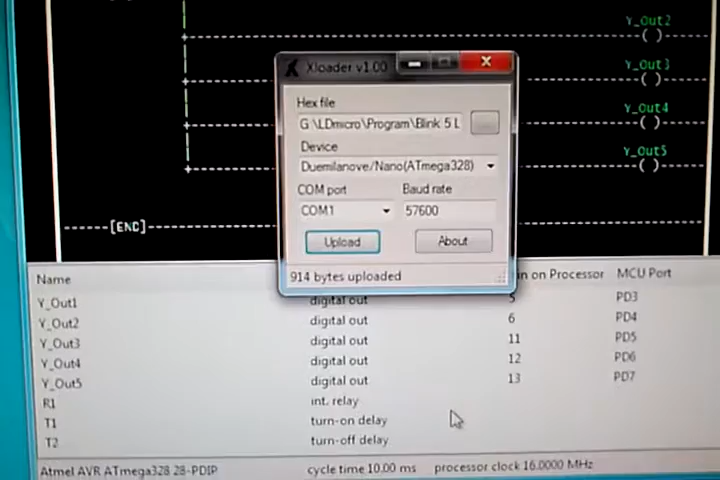 Y_Out2
Xloader v1.00
Y_Out3
Hex file
G:\LDmicro\Program\Blink 5 L
Y_Out4
Device
Duemilanove/Nano(ATmega328)
Y_Out5
COM port Baud rate
COM1 57600
[END]
Upload About
914 bytes uploaded
Name in on Processor MCU Port
Y_Out1 digital out 5 PD3
Y_Out2 digital out 6 PD4
Y_Out3 digital out 11 PD5
Y_Out4 digital out 12 PD6
Y_Out5 digital out 13 PD7
R1 int. relay
T1 turn-on delay
T2 turn-off delay
Atmel AVR ATmega328 28-PDIP cycle time 10.00 ms processor clock 16.0000 MHz